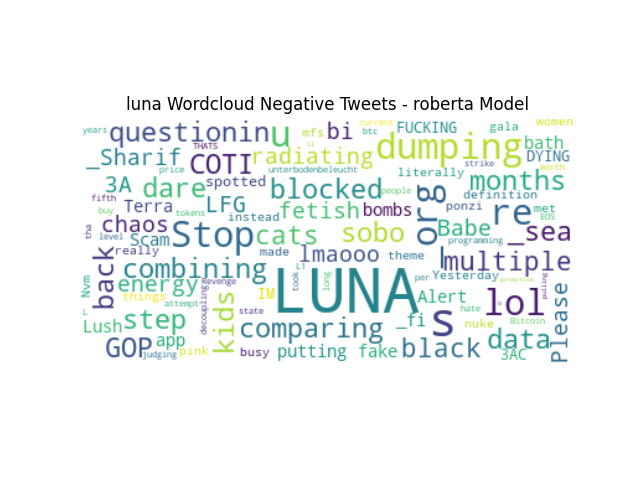 luna Wordcloud Negative Tweets - roberta Model
years
questionin
u
mfs
bi
btc
current
FUCKING
gala
women
THATS
_Sharif
COTI
radiating
dumping
bath
DYING
li
strike
worth
3A
dare
spotted
unterbodenbeleucht
blocked
people
literally
months
price
fifth
buy
Terra
tokens
LFG
instead
fetish
bombs
org
ponzi
definition
re
met
EOS
tha
level
chaos
Scam
really
Stop
cats
sobo
Babe
_sea
programming
back
combining
made
lmaooo
theme
l
multiple
Nvm
energy
things
attempt
Revenge
decoupling
kids
IM
state
LUNA
took
L1
long
per
Yesterday
Alert
hate
proactive
lol
pulling
Please
L
Lush
step
comparing
_fi
s
nuke
Bitcoin
data
GOP
app
judging
pink
busy
putting
fake
black
3AC